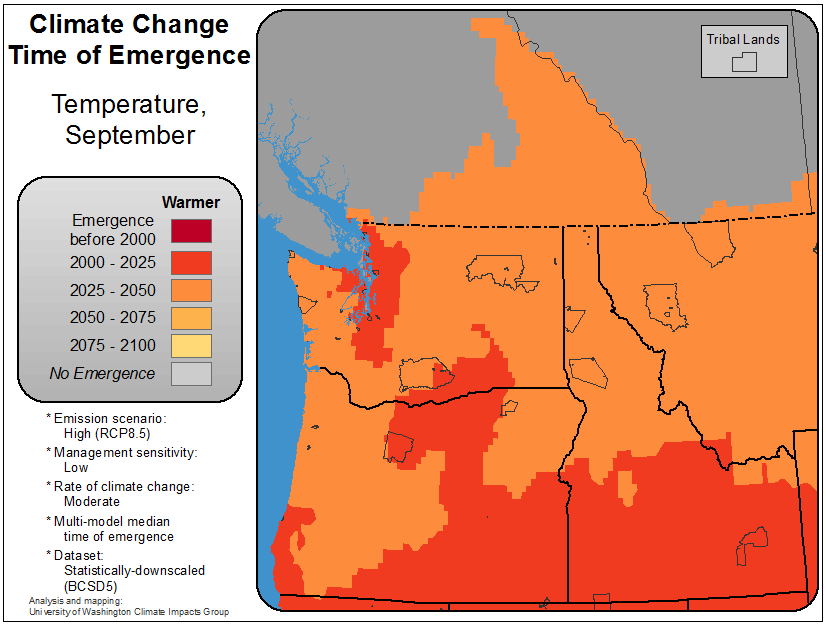 Climate Change
Time of Emergence
Temperature,
September
Tribal Lands
Warmer
Emergence
before 2000
2000 - 2025
2025 - 2050
2050 - 2075
2075 - 2100
No Emergence
* Emission scenario:
High (RCP8.5)
* Management sensitivity:
Low
* Rate of climate change:
Moderate
* Multi-model median
time of emergence
* Dataset:
Statistically-downscaled
(BCSD5)
Analysis and mapping:
University of Washington Climate Impacts Group